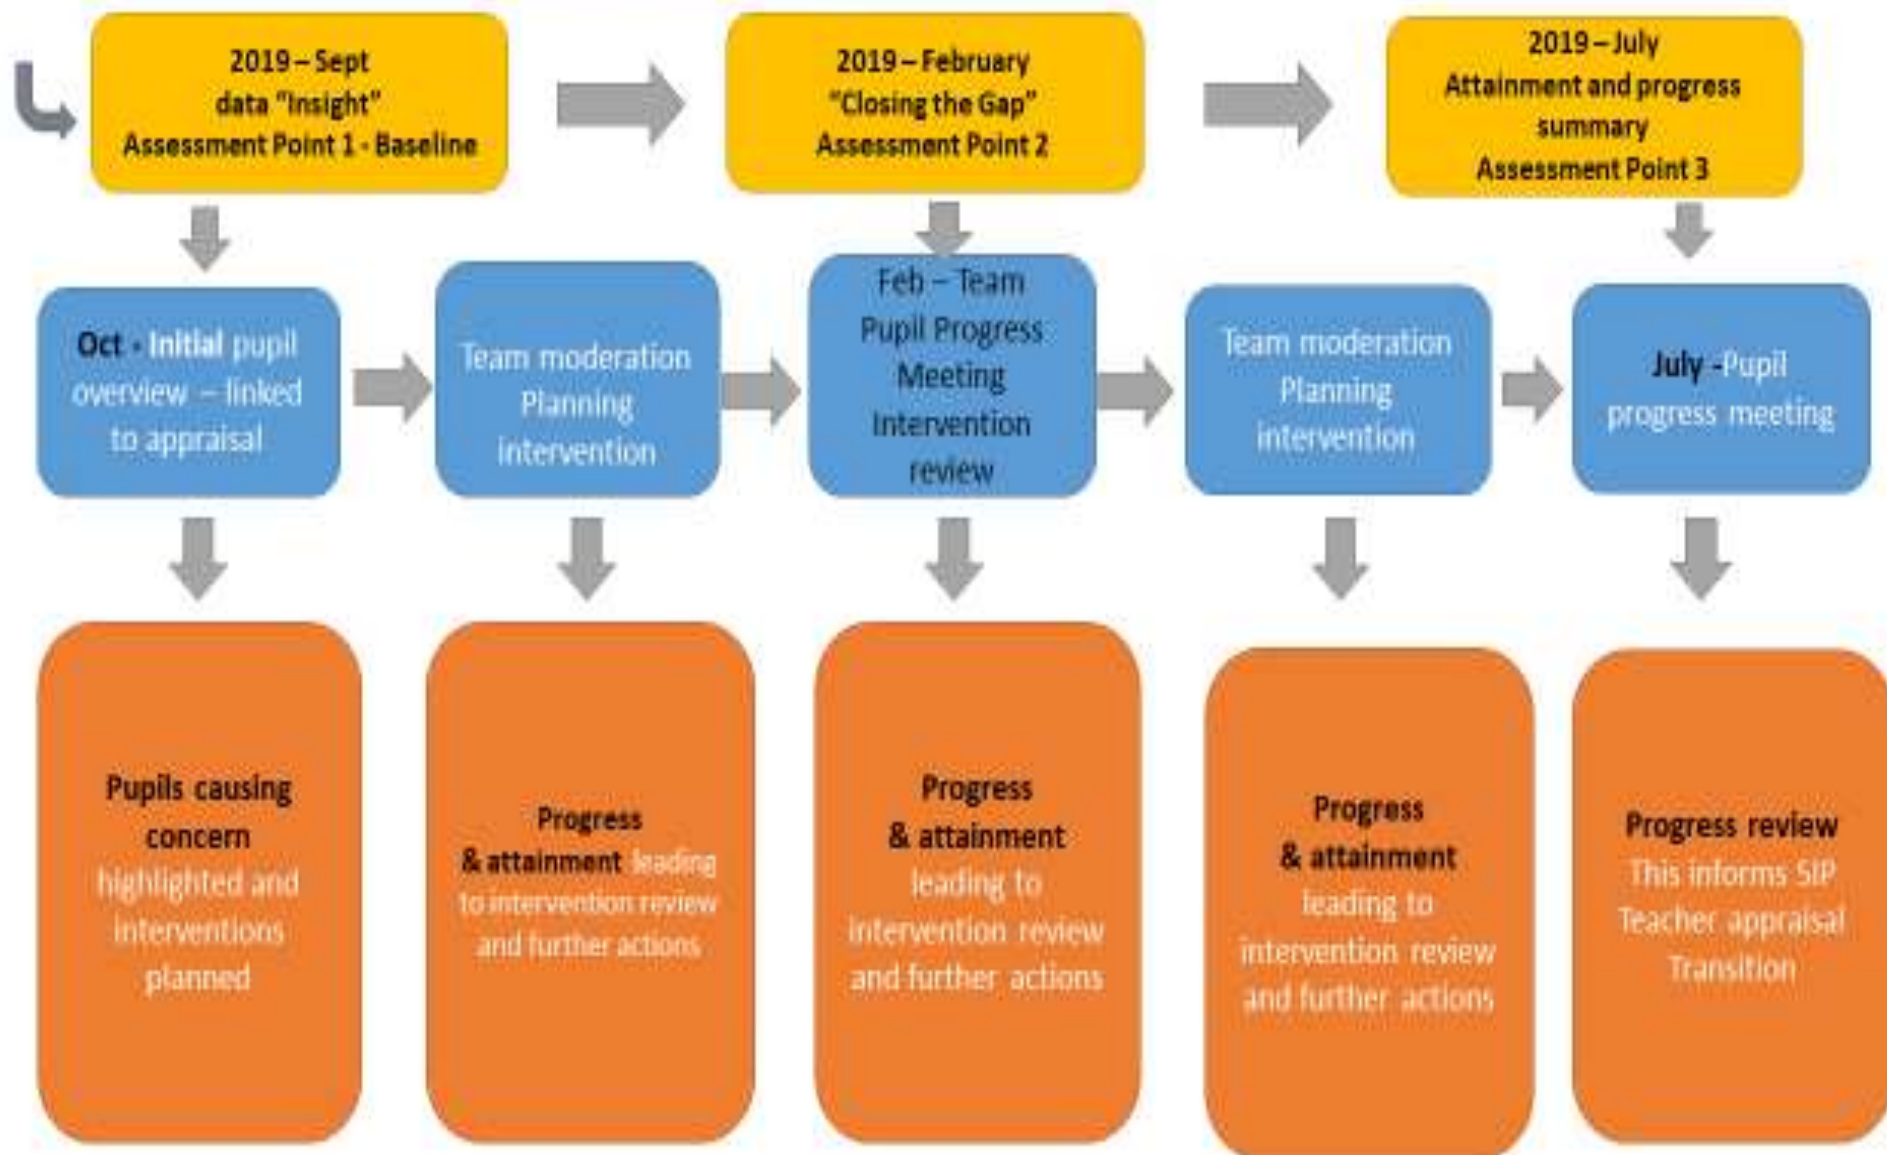 2019 – Sept
data "Insight"
Assessment Point 1 - Baseline
2019 – February
"Closing the Gap"
Assessment Point 2
2019 – July
Attainment and progress
summary
Assessment Point 3
Oct - Initial pupil
overview – linked
to appraisal
Team moderation
Planning
intervention
Feb – Team
Pupil Progress
Meeting
Intervention
review
Team moderation
Planning
intervention
July -Pupil
progress meeting
Pupils causing
concern
highlighted and
interventions
planned
Progress
& attainment leading
to intervention review
and further actions
Progress
& attainment
leading to
intervention review
and further actions
Progress
& attainment
leading to
intervention review
and further actions
Progress review
This informs SIP
Teacher appraisal
Transition